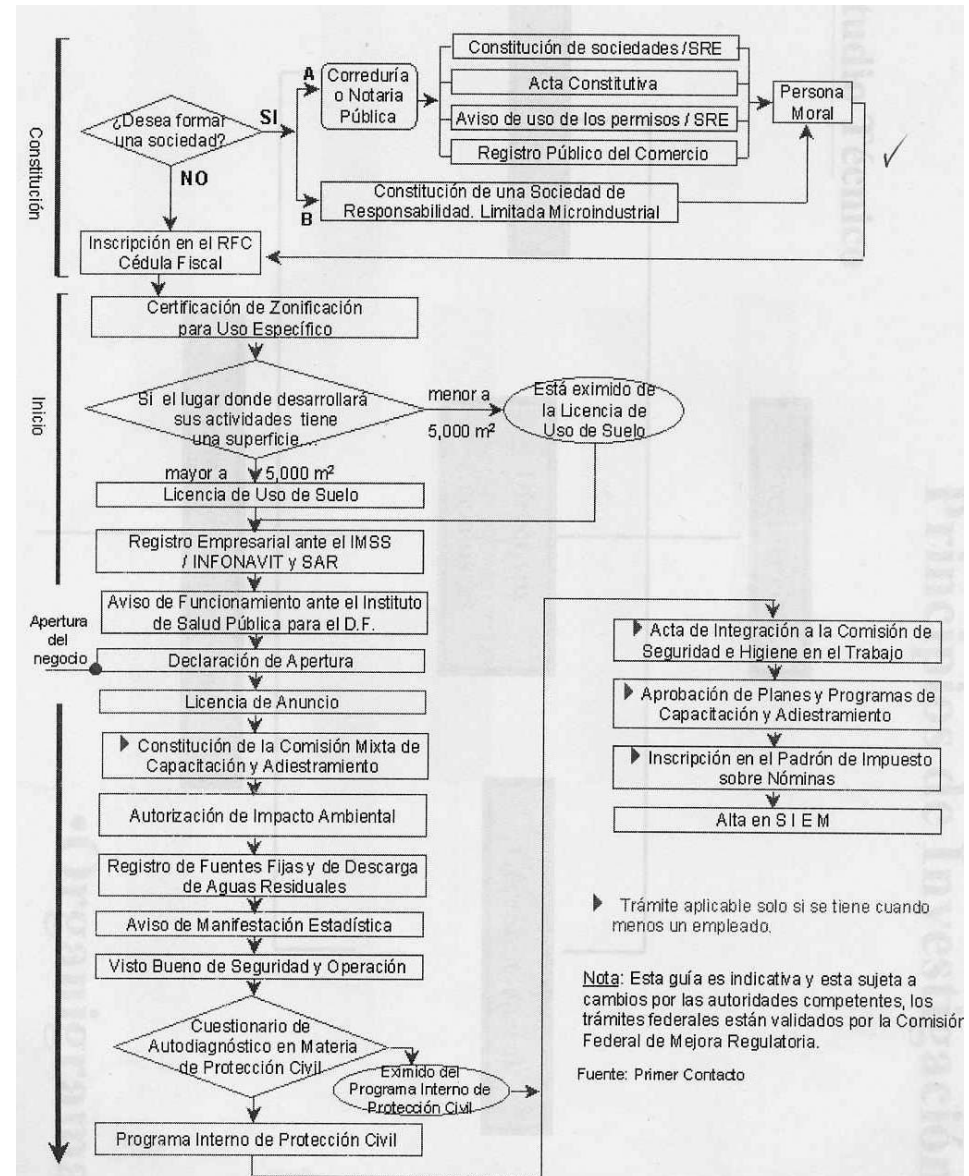 Constitución
¿Desea formar
una sociedad?
SI
NO
A
Correduría
o Notaria
Pública
Constitución de sociedades /SRE
Acta Constitutiva
Aviso de uso de los permisos / SRE
Registro Público del Comercio
Persona
Moral
B
Constitución de una Sociedad de
Responsabilidad. Limitada Microindustrial
Inscripción en el RFC
Cédula Fiscal
Inicio
Certificación de Zonificación
para Uso Específico
Si el lugar donde desarrollará
sus actividades tiene
una superficie...
menor a
5,000 m²
Está eximido de
la Licencia de
Uso de Suelo
mayor a 5,000 m²
Licencia de Uso de Suelo
Registro Empresarial ante el IMSS
/ INFONAVIT y SAR
Aviso de Funcionamiento ante el Instituto
de Salud Pública para el D.F.
Apertura
del
negocio
Declaración de Apertura
Licencia de Anuncio
Constitución de la Comisión Mixta de
Capacitación y Adiestramiento
Autorización de Impacto Ambiental
Registro de Fuentes Fijas y de Descarga
de Aguas Residuales
Aviso de Manifestación Estadística
Visto Bueno de Seguridad y Operación
Cuestionario de
Autodiagnóstico en Materia
de Protección Civil
Eximido del
Programa Interno de
Protección Civil
Programa Interno de Protección Civil
Acta de Integración a la Comisión de
Seguridad e Higiene en el Trabajo
Aprobación de Planes y Programas de
Capacitación y Adiestramiento
Inscripción en el Padrón de Impuesto
sobre Nóminas
Alta en S I E M
Trámite aplicable solo si se tiene cuando
menos un empleado.
Nota: Esta guía es indicativa y esta sujeta a
cambios por las autoridades competentes, los
trámites federales están validados por la Comisión
Federal de Mejora Regulatoria.
Fuente: Primer Contacto
Principios de Investigación